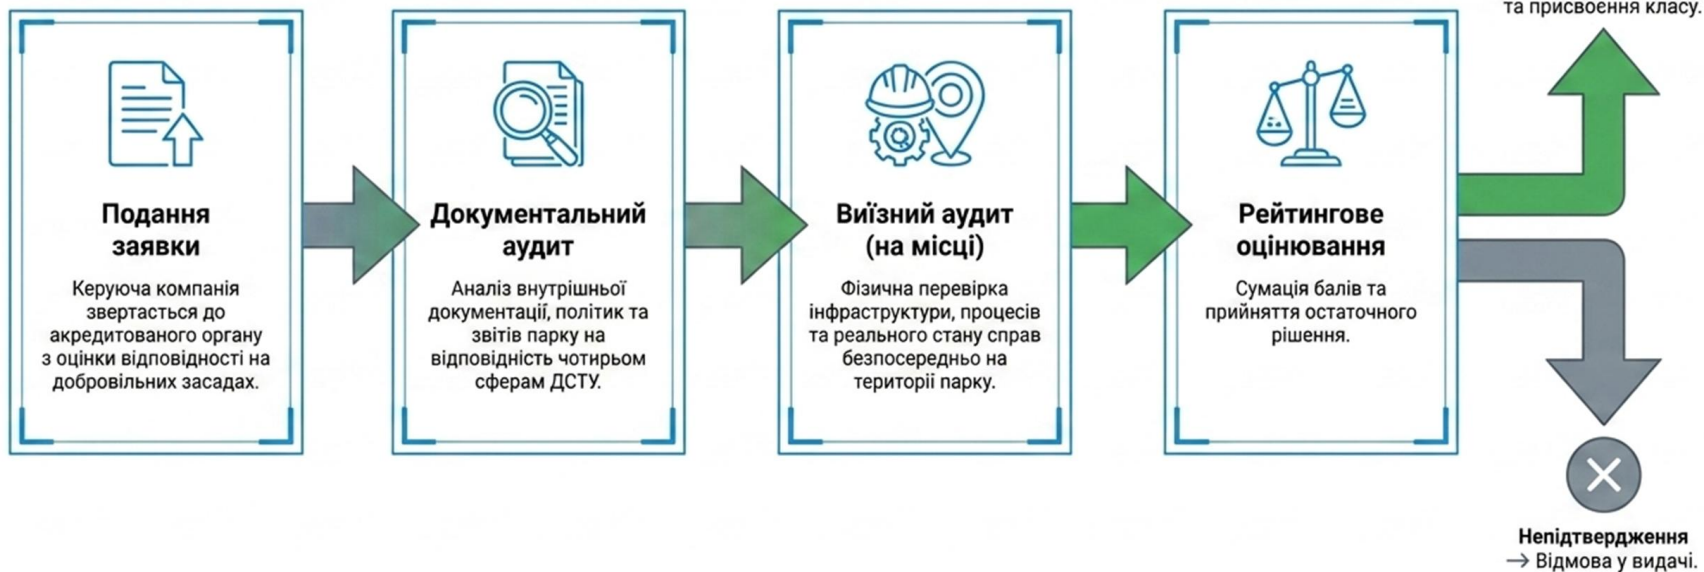 та присвоєння класу.
Подання
заявки
Керуюча компанія
звертається до
акредитованого органу
з оцінки відповідності на
добровільних засадах.
Документальний
аудит
Аналіз внутрішньої
документації, політик та
звітів парку на
відповідність чотирьом
сферам ДСТУ.
Виїзний аудит
(на місці)
Фізична перевірка
інфраструктури, процесів
та реального стану справ
безпосередньо на
території парку.
Рейтингове
оцінювання
Сумація балів та
прийняття остаточного
рішення.
Непідтвердження
→ Відмова у видачі.